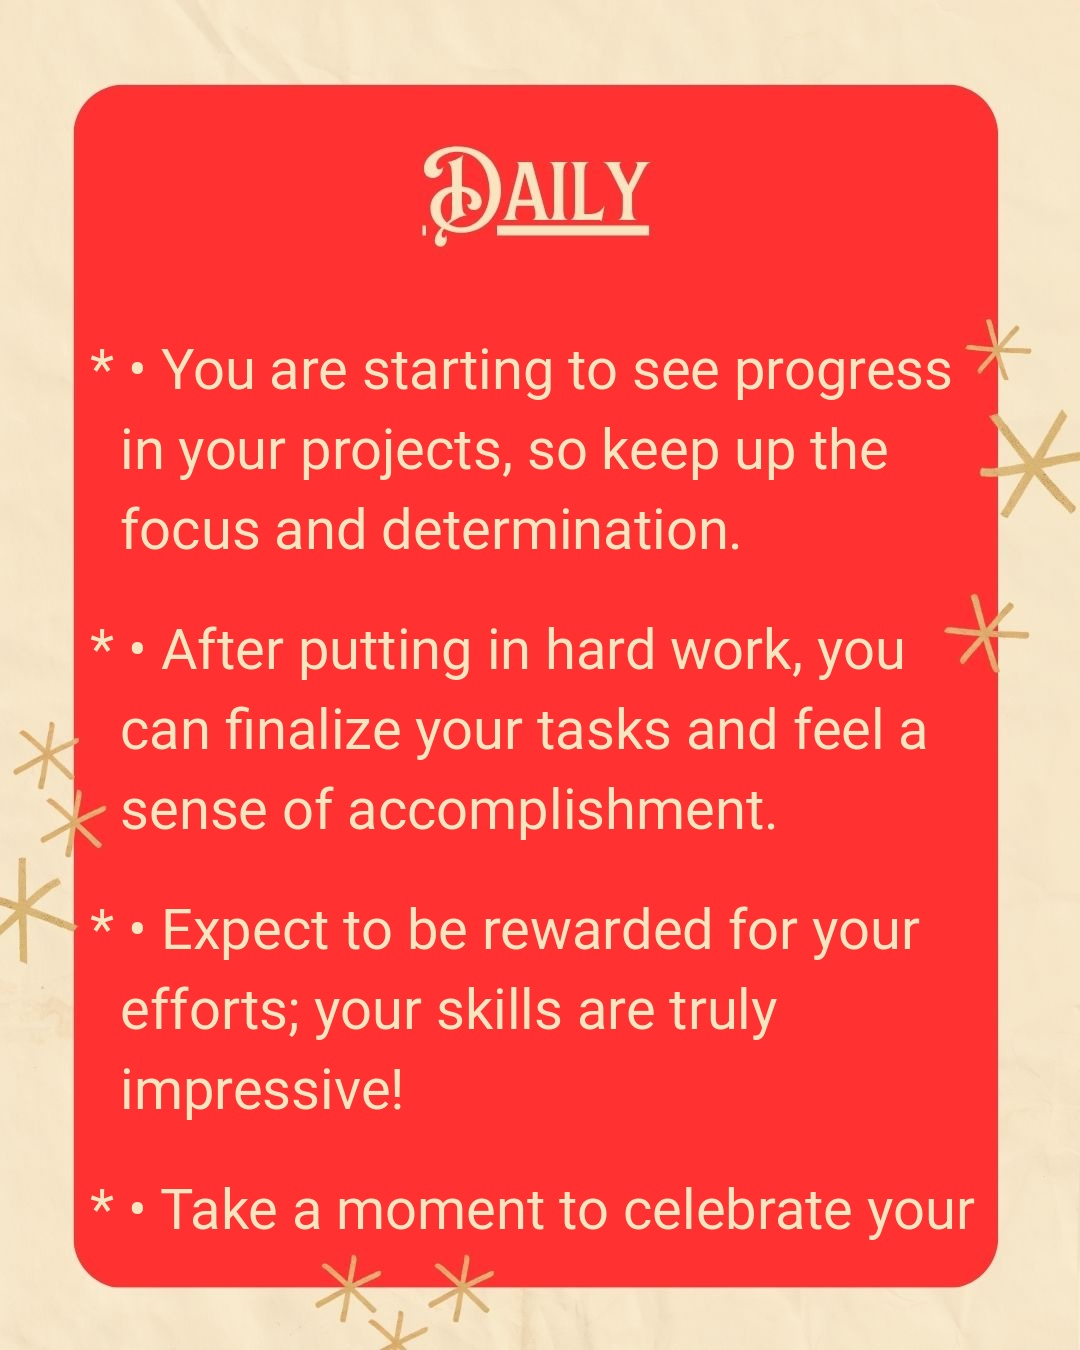 Daily
* • You are starting to see progress
in your projects, so keep up the
focus and determination.
* • After putting in hard work, you
can finalize your tasks and feel a
sense of accomplishment.
* • Expect to be rewarded for your
efforts; your skills are truly
impressive!
* • Take a moment to celebrate your